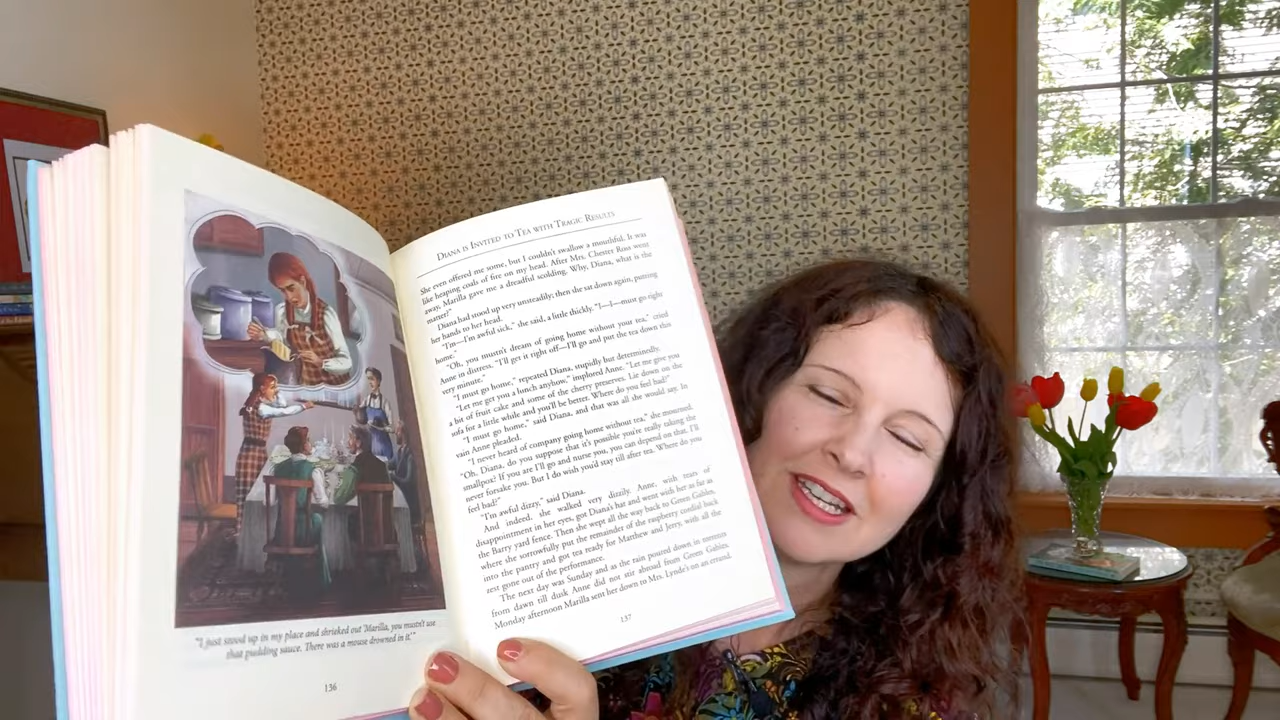 "I just stood up in my place and shrieked out 'Marilla, you mustn't use
that pudding sauce. There was a mouse drowned in it.'"
136
Diana is Invited to Tea with Tragic Results
She even offered me some, but I couldn't swallow a mouthful. It was
like heaping coals of fire on my head. After Mrs. Chester Ross went
away, Marilla gave me a dreadful scolding. Why, Diana, what is the
matter?"
Diana had stood up very unsteadily; then she sat down again, putting
her hands to her head.
"I'm—I'm awful sick," she said, a little thickly. "I—I—must go right
home."
"Oh, you mustn't dream of going home without your tea," cried
Anne in distress. "I'll get it right off—I'll go and put the tea down this
very minute."
"I must go home," repeated Diana, stupidly but determinedly.
"Let me get you a lunch anyhow," implored Anne. "Let me give you
a bit of fruit cake and some of the cherry preserves. Lie down on the
sofa for a little while and you'll be better. Where do you feel bad?"
"I must go home," said Diana, and that was all she would say. In
vain Anne pleaded.
"I never heard of company going home without tea," she mourned.
"Oh, Diana, do you suppose that it's possible you're really taking the
smallpox? If you are I'll go and nurse you, you can depend on that. I'll
never forsake you. But I do wish you'd stay till after tea. Where do you
feel bad?"
"I'm awful dizzy," said Diana.
And indeed, she walked very dizzily. Anne, with tears of
disappointment in her eyes, got Diana's hat and went with her as far as
the Barry yard fence. Then she wept all the way back to Green Gables,
where she sorrowfully put the remainder of the raspberry cordial back
into the pantry and got tea ready for Matthew and Jerry, with all the
zest gone out of the performance.
The next day was Sunday and as the rain poured down in torrents
from dawn till dusk Anne did not stir abroad from Green Gables.
Monday afternoon Marilla sent her down to Mrs. Lynde's on an errand.
137